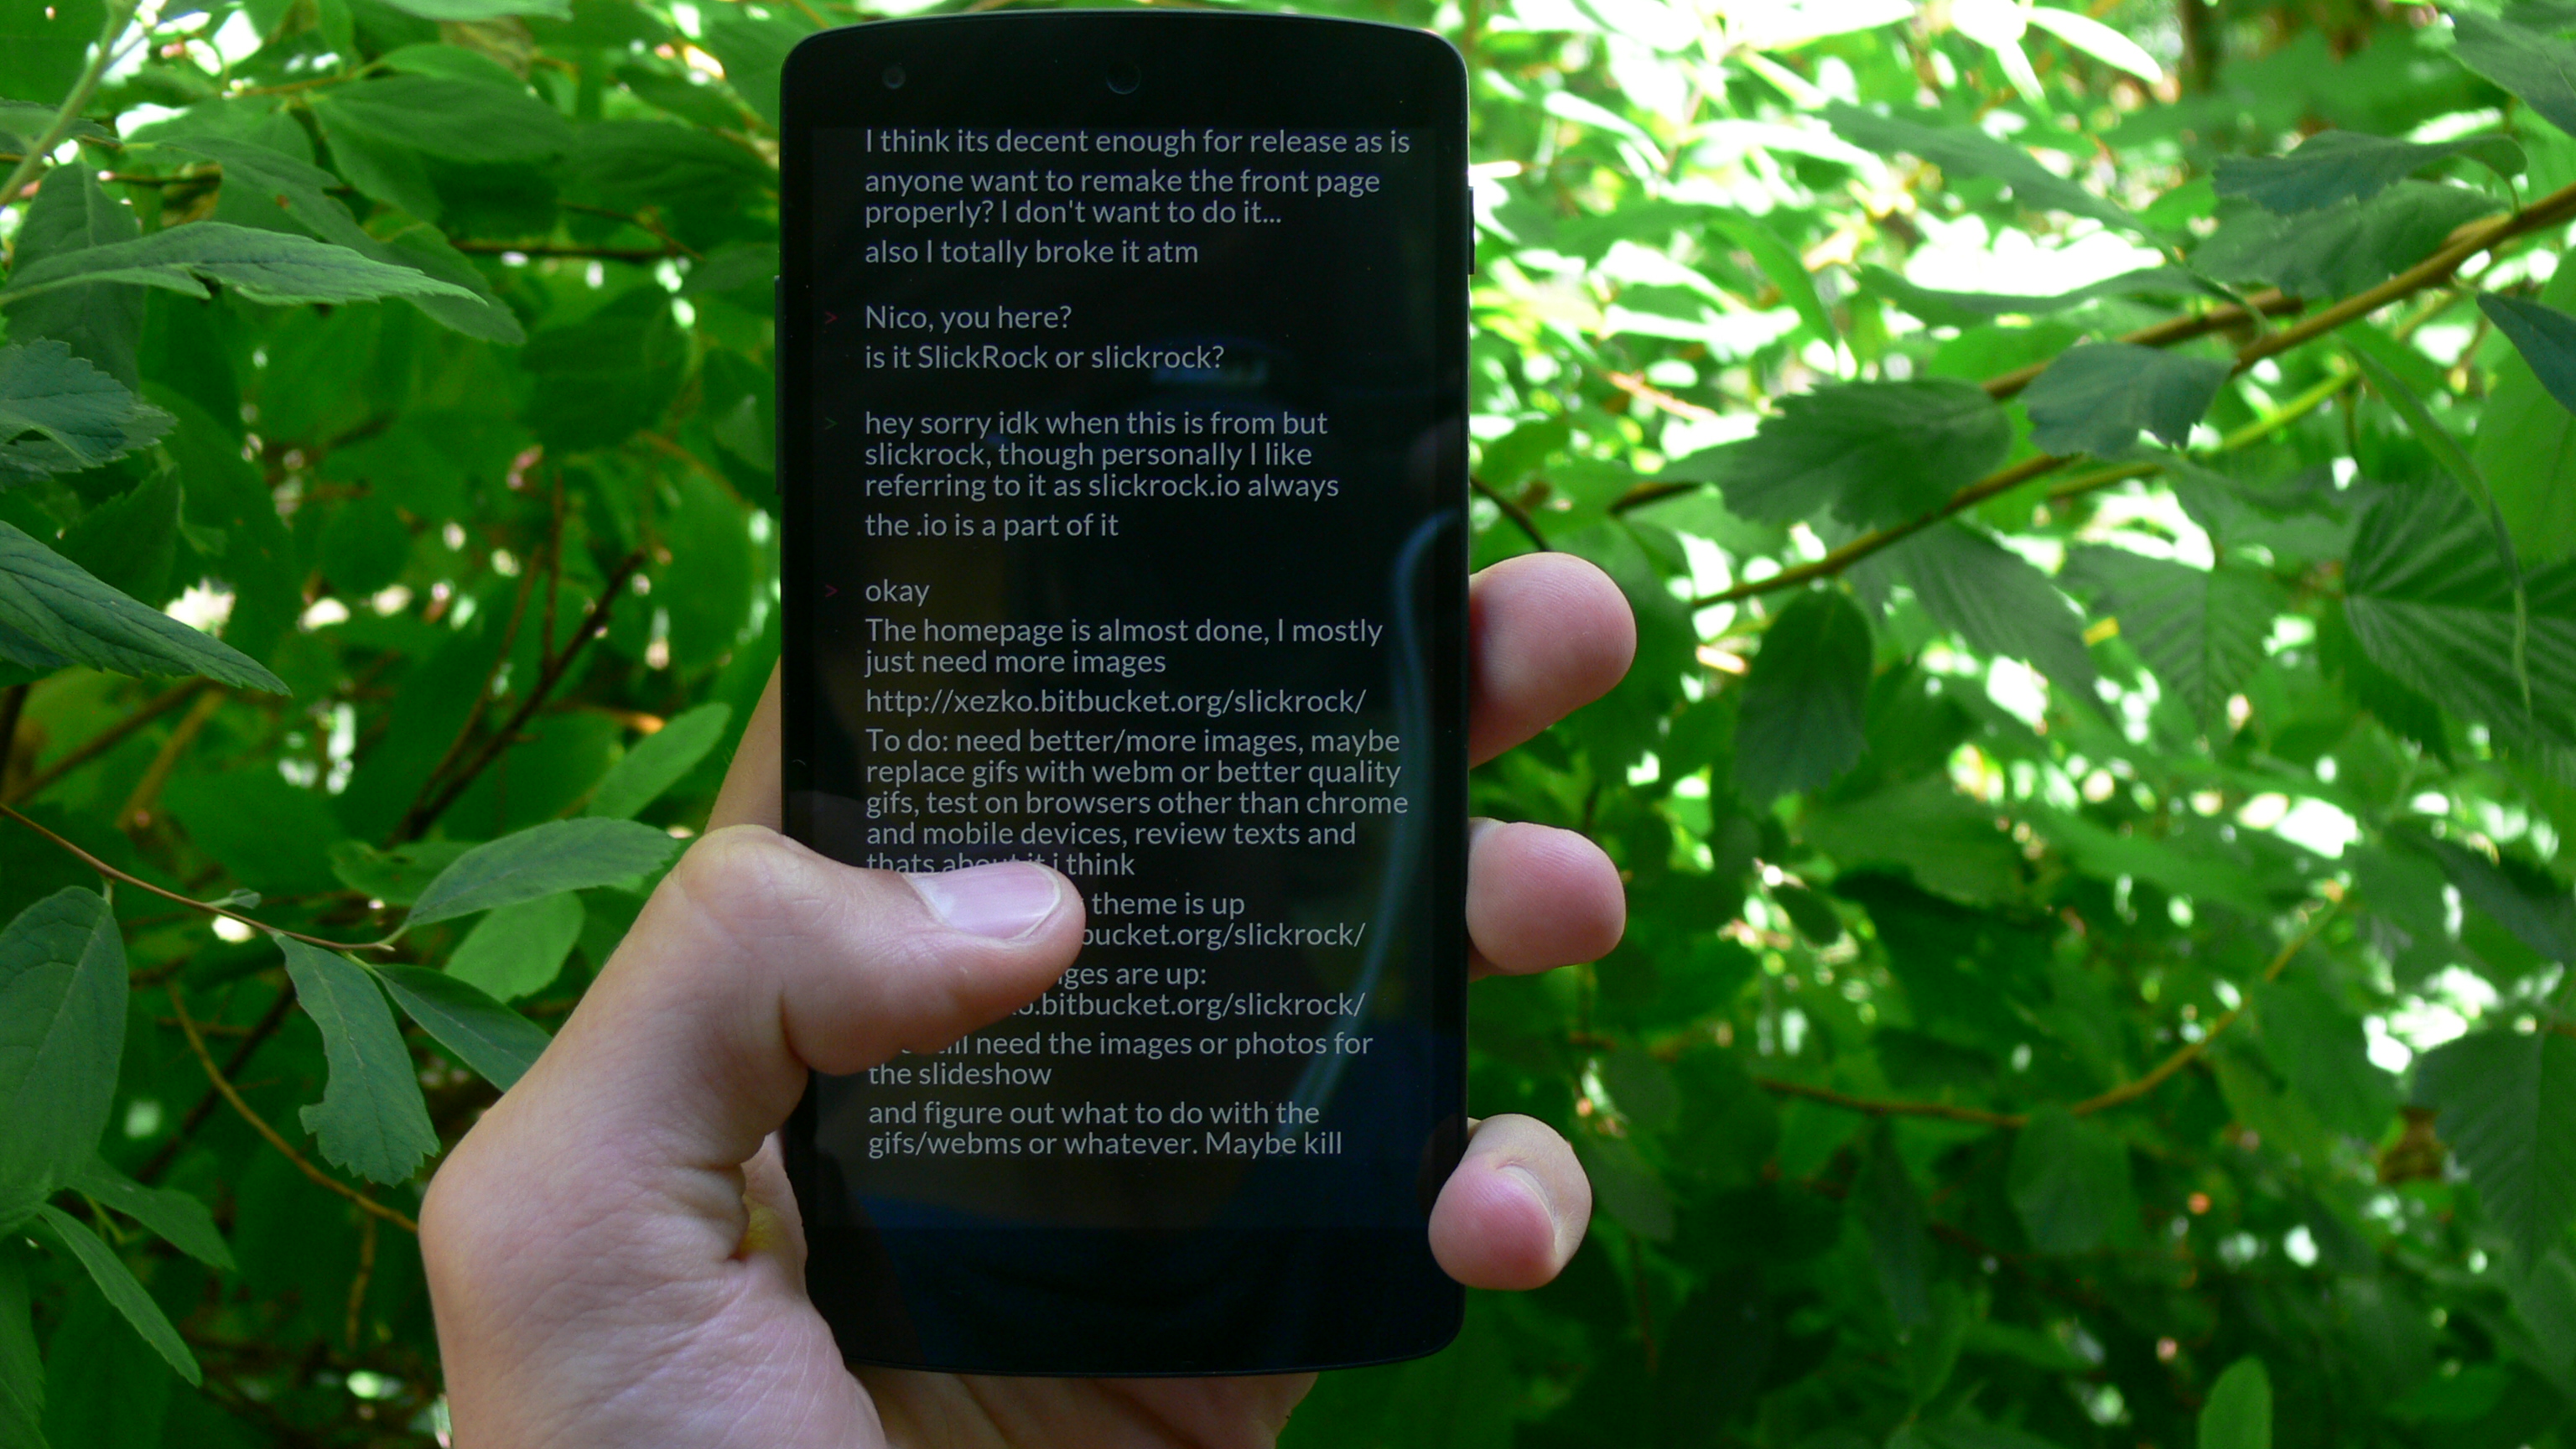 I think its decent enough for release as is
anyone want to remake the front page
properly? I don't want to do it...
also I totally broke it atm
> Nico, you here?
is it SlickRock or slickrock?
> hey sorry idk when this is from but
slickrock, though personally I like
referring to it as slickrock.io always
the .io is a part of it
> okay
The homepage is almost done, I mostly
just need more images
http://xezko.bitbucket.org/slickrock/
To do: need better/more images, maybe
replace gifs with webm or better quality
gifs, test on browsers other than chrome
and mobile devices, review texts and
thats about it i think
theme is up
bucket.org/slickrock/
ges are up:
.bitbucket.org/slickrock/
need the images or photos for
the slideshow
and figure out what to do with the
gifs/webms or whatever. Maybe kill